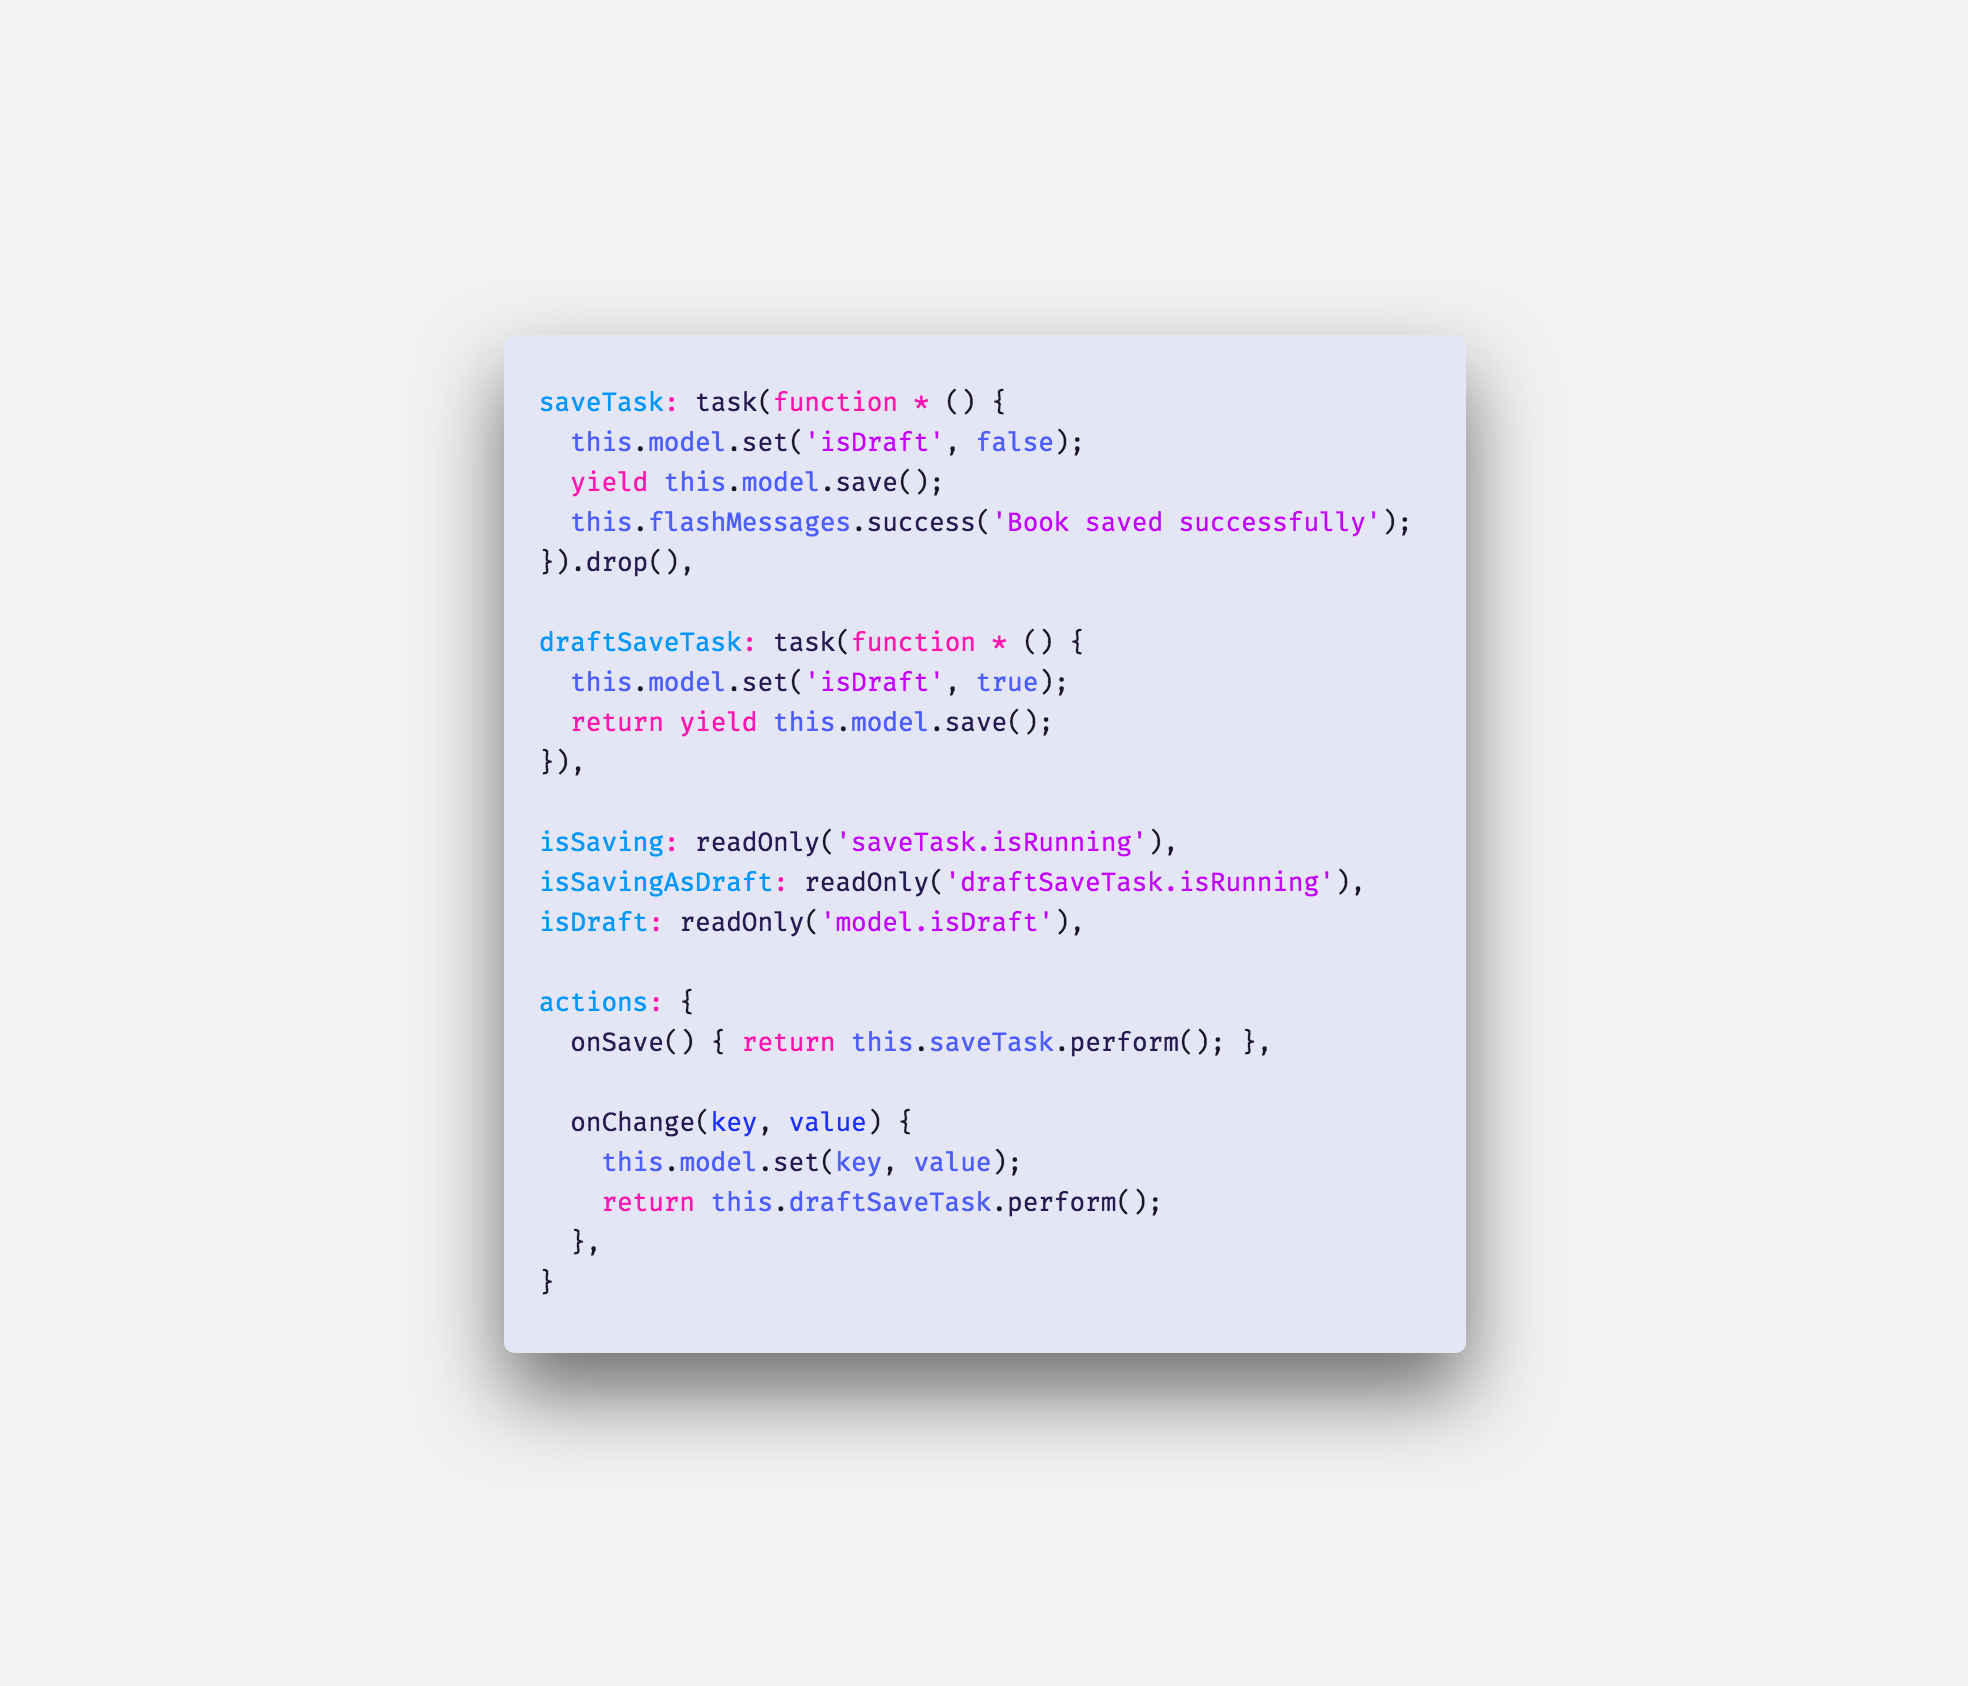 saveTask: task(function * () {
  this.model.set('isDraft', false);
  yield this.model.save();
  this.flashMessages.success('Book saved successfully');
}).drop(),

draftSaveTask: task(function * () {
  this.model.set('isDraft', true);
  return yield this.model.save();
}),

isSaving: readOnly('saveTask.isRunning'),
isSavingAsDraft: readOnly('draftSaveTask.isRunning'),
isDraft: readOnly('model.isDraft'),

actions: {
  onSave() { return this.saveTask.perform(); },

  onChange(key, value) {
    this.model.set(key, value);
    return this.draftSaveTask.perform();
  },
}